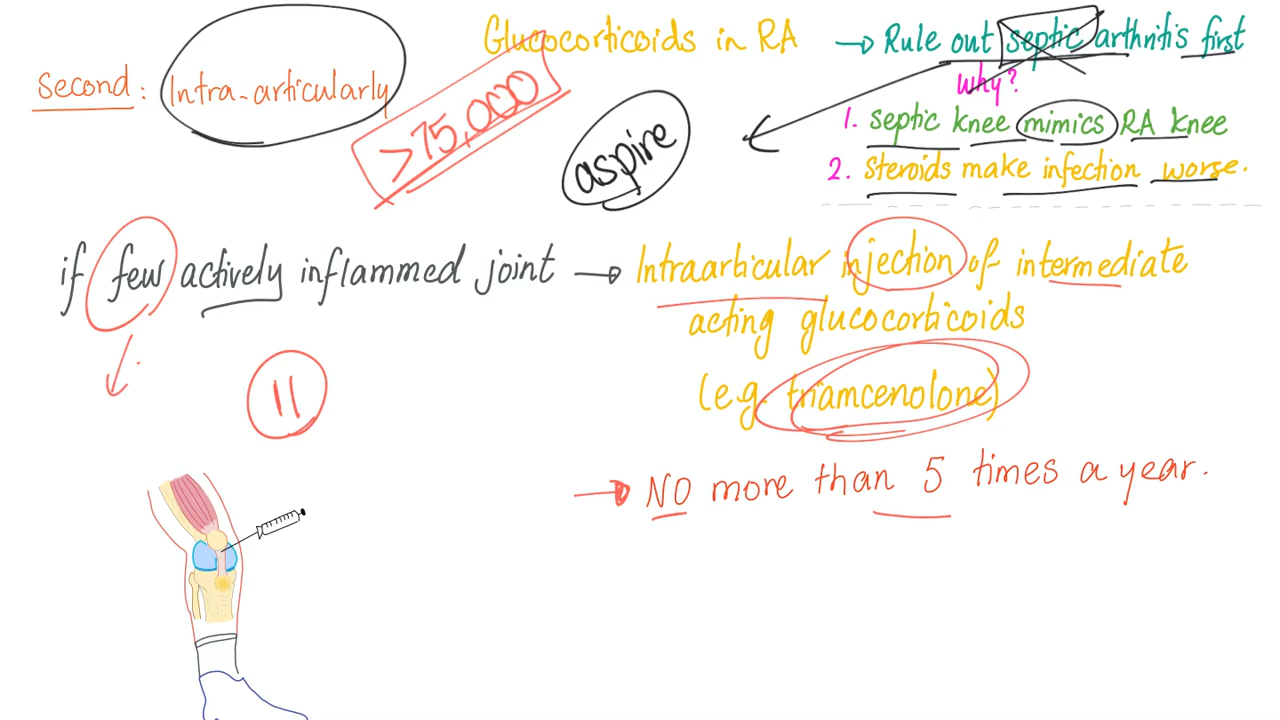 Glucocorticoids in RA → Rule out septic arthritis first
Second: Intra-articularly
why?
>75,000
aspire
1. septic knee mimics RA knee
2. Steroids make infection worse.
if few actively inflammed joint → Intraarticular injection of intermediate
acting glucocorticoids
(e.g. triamcenolone)
11
→ NO more than 5 times a year.